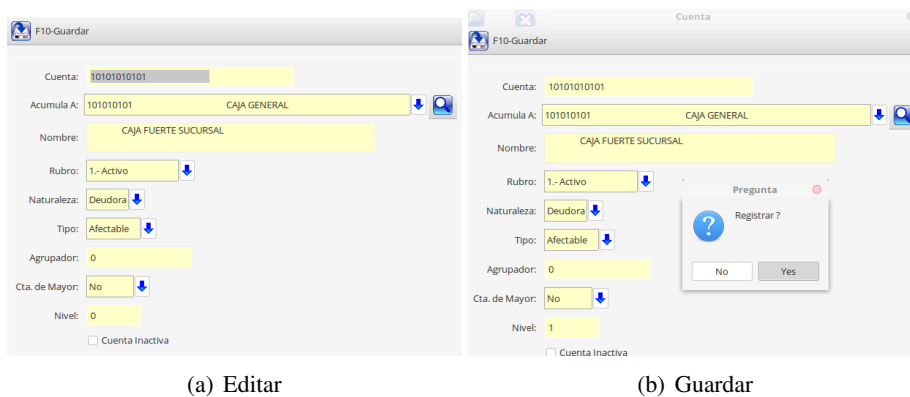 F10-Guardar
Cuenta: 10101010101
Acumula A: 101010101 CAJA GENERAL
Nombre: CAJA FUERTE SUCURSAL
Rubro: 1.- Activo
Naturaleza: Deudora
Tipo: Afectable
Agrupador: 0
Cta. de Mayor: No
Nivel: 0
Cuenta Inactiva
(a) Editar
Cuenta
F10-Guardar
Cuenta: 10101010101
Acumula A: 101010101 CAJA GENERAL
Nombre: CAJA FUERTE SUCURSAL
Rubro: 1.- Activo
Naturaleza: Deudora
Tipo: Afectable
Agrupador: 0
Cta. de Mayor: No
Nivel: 1
Cuenta Inactiva
Pregunta
Registrar ?
No Yes
(b) Guardar